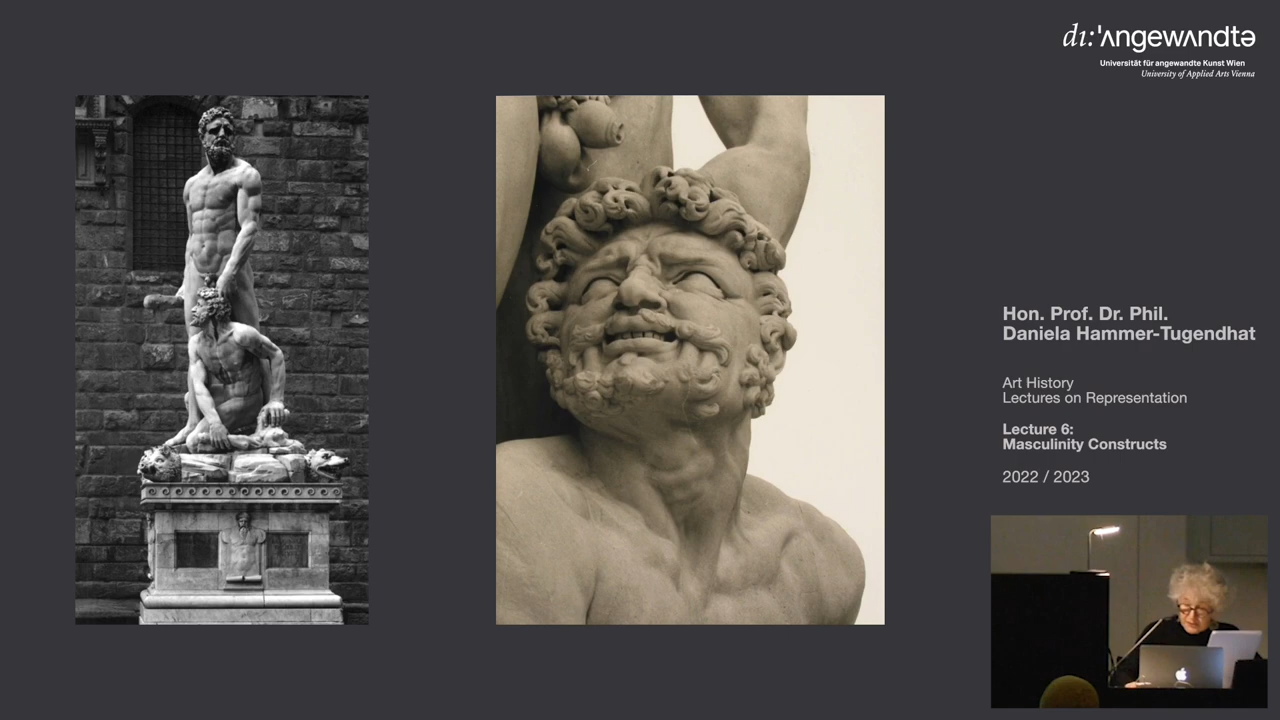 dı:'ʌngewʌndtə
Universität für angewandte Kunst Wien
University of Applied Arts Vienna
Hon. Prof. Dr. Phil.
Daniela Hammer-Tugendhat
Art History
Lectures on Representation
Lecture 6:
Masculinity Constructs
2022 / 2023